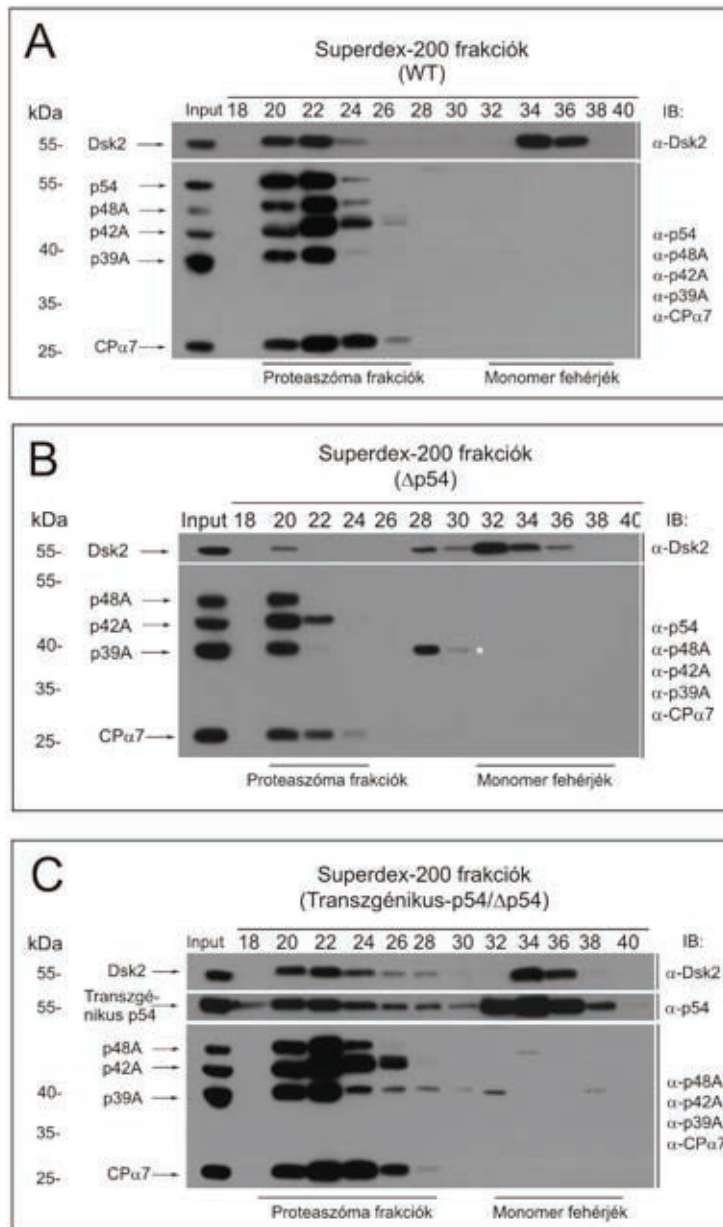 A
Superdex-200 frakciók
(WT)
kDa Input 18 20 22 24 26 28 30 32 34 36 38 40 IB:
55- Dsk2 α-Dsk2
55- p54
p48A α-p54
p42A α-p48A
40- p39A α-p42A
35- α-p39A
25- CPα7 α-CPα7
Proteaszóma frakciók Monomer fehérjék
B
Superdex-200 frakciók
(Δp54)
kDa Input 18 20 22 24 26 28 30 32 34 36 38 40 IB:
55- Dsk2 α-Dsk2
55-
p48A α-p54
p42A α-p48A
40- p39A α-p42A
35- α-p39A
25- CPα7 α-CPα7
Proteaszóma frakciók Monomer fehérjék
C
Superdex-200 frakciók
(Transzgénikus-p54/Δp54)
kDa Input 18 20 22 24 26 28 30 32 34 36 38 40 IB:
55- Dsk2 α-Dsk2
55- Transzgé-
nikus p54 α-p54
p48A
p42A α-p48A
40- p39A α-p42A
35- α-p39A
25- CPα7 α-CPα7
Proteaszóma frakciók Monomer fehérjék